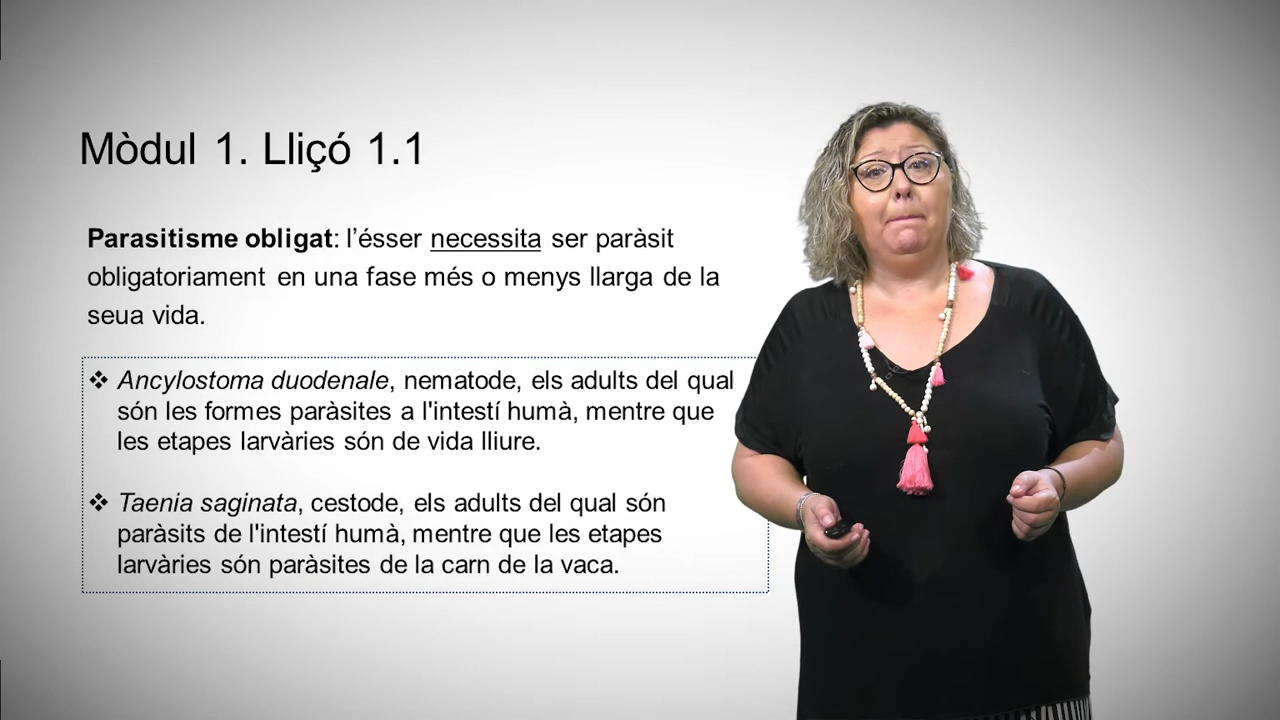 Mòdul 1. Lliçó 1.1
Parasitisme obligat: l’ésser necessita ser paràsit
obligatoriament en una fase més o menys llarga de la
seua vida.
❖ Ancylostoma duodenale, nematode, els adults del qual
són les formes paràsites a l'intestí humà, mentre que
les etapes larvàries són de vida lliure.
❖ Taenia saginata, cestode, els adults del qual són
paràsits de l'intestí humà, mentre que les etapes
larvàries són paràsites de la carn de la vaca.